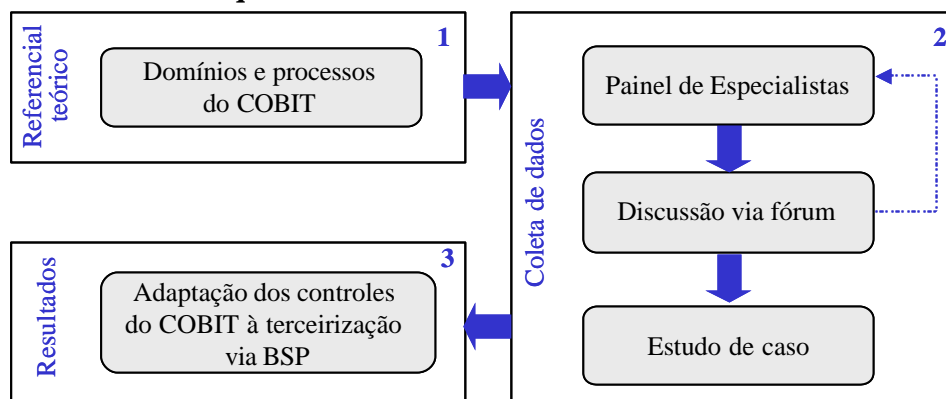 1
Referencial
teórico
Domínios e processos
do COBIT
2
Coleta de dados
Painel de Especialistas
Discussão via fórum
Estudo de caso
3
Resultados
Adaptação dos controles
do COBIT à terceirização
via BSP